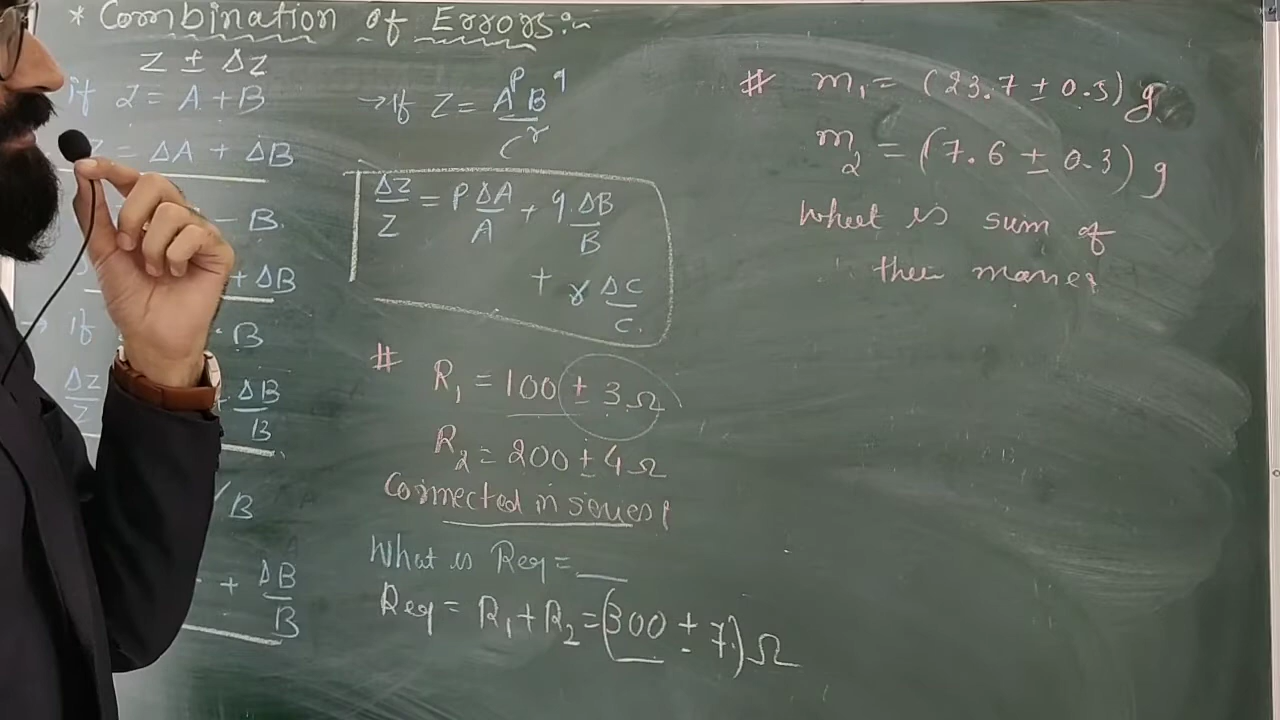 * Combination of Errors:~
Z ± ΔZ
if Z = A + B
= ΔA + ΔB
- B.
+ ΔB
→ If · B
ΔZ/Z + ΔB/B
/B
+ ΔB/B
→ If Z = A^p B^q / C^r
ΔZ/Z = p ΔA/A + q. ΔB/B
+ r ΔC/C.
# R₁ = 100 ± 3 Ω
R₂ = 200 ± 4 Ω
Connected in series
What is Req = __
Req = R₁ + R₂ = (300 ± 7.) Ω
# m₁ = (23.7 ± 0.5) g
m₂ = (7.6 ± 0.3) g
What is sum of
their masses